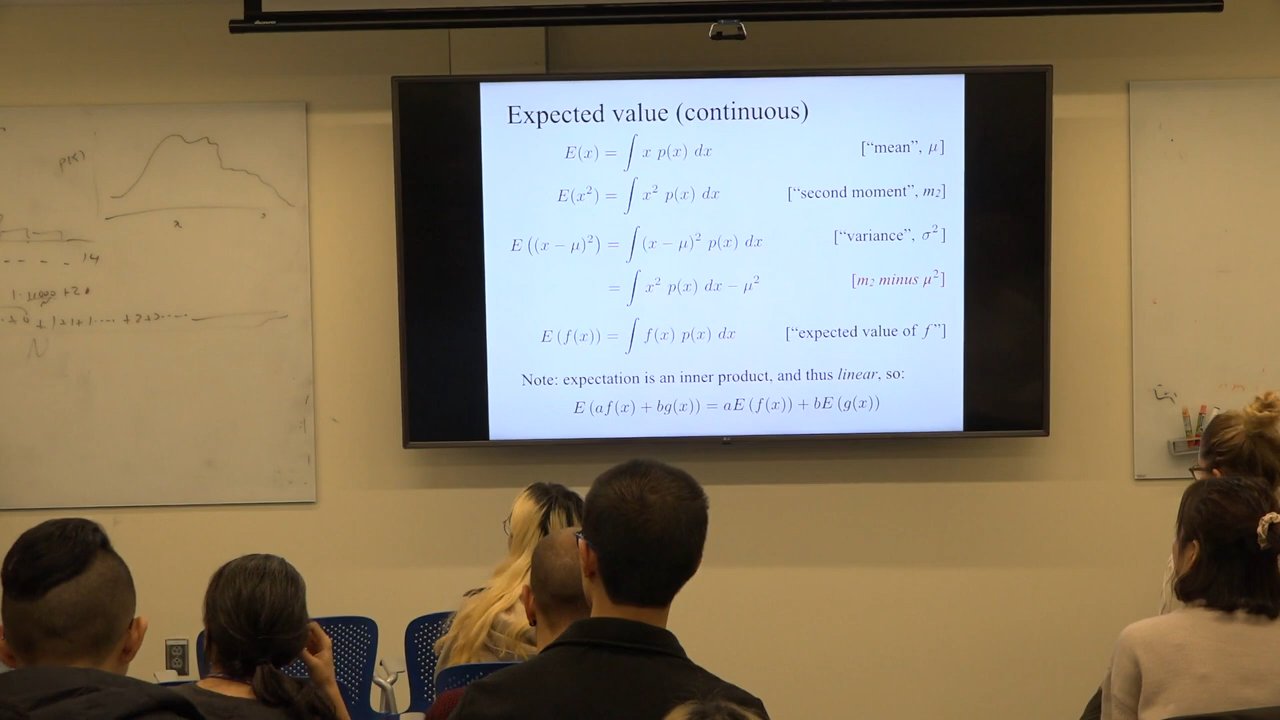 Expected value (continuous)
E(x) = ∫ x p(x) dx ["mean", μ]
E(x²) = ∫ x² p(x) dx ["second moment", m₂]
E ((x − μ)²) = ∫ (x − μ)² p(x) dx ["variance", σ²]
= ∫ x² p(x) dx − μ² [m₂ minus μ²]
E (f(x)) = ∫ f(x) p(x) dx ["expected value of f"]
Note: expectation is an inner product, and thus linear, so:
E (af(x) + bg(x)) = aE (f(x)) + bE (g(x))
p(x)
x
14
N